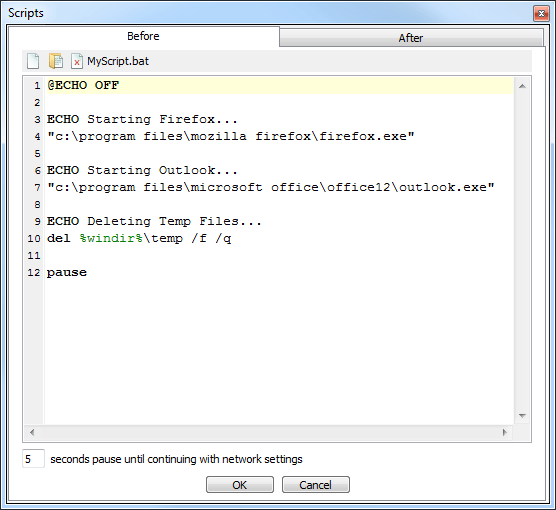 Scripts
Before
After
MyScript.bat
1 @ECHO OFF
2
3 ECHO Starting Firefox...
4 "c:\program files\mozilla firefox\firefox.exe"
5
6 ECHO Starting Outlook...
7 "c:\program files\microsoft office\office12\outlook.exe"
8
9 ECHO Deleting Temp Files...
10 del %windir%\temp /f /q
11
12 pause
5 seconds pause until continuing with network settings
OK
Cancel